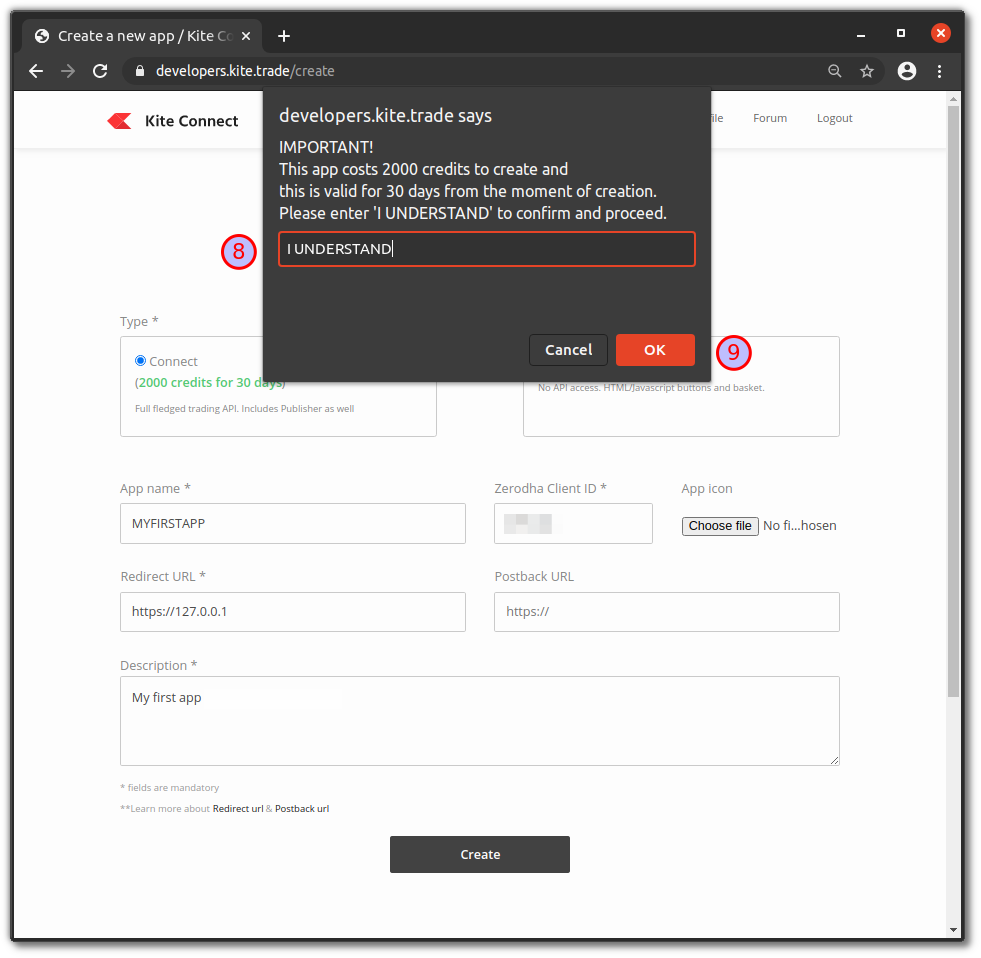 Create a new app / Kite Co
developers.kite.trade/create
Kite Connect
file
Forum
Logout
developers.kite.trade says
IMPORTANT!
This app costs 2000 credits to create and
this is valid for 30 days from the moment of creation.
Please enter 'I UNDERSTAND' to confirm and proceed.
8
I UNDERSTAND
Cancel
OK
9
Type *
Connect
(2000 credits for 30 days)
Full fledged trading API. Includes Publisher as well
No API access. HTML/Javascript buttons and basket.
App name *
Zerodha Client ID *
App icon
MYFIRSTAPP
Choose file
No fi...hosen
Redirect URL *
Postback URL
https://127.0.0.1
https://
Description *
My first app
* fields are mandatory
**Learn more about Redirect url & Postback url
Create